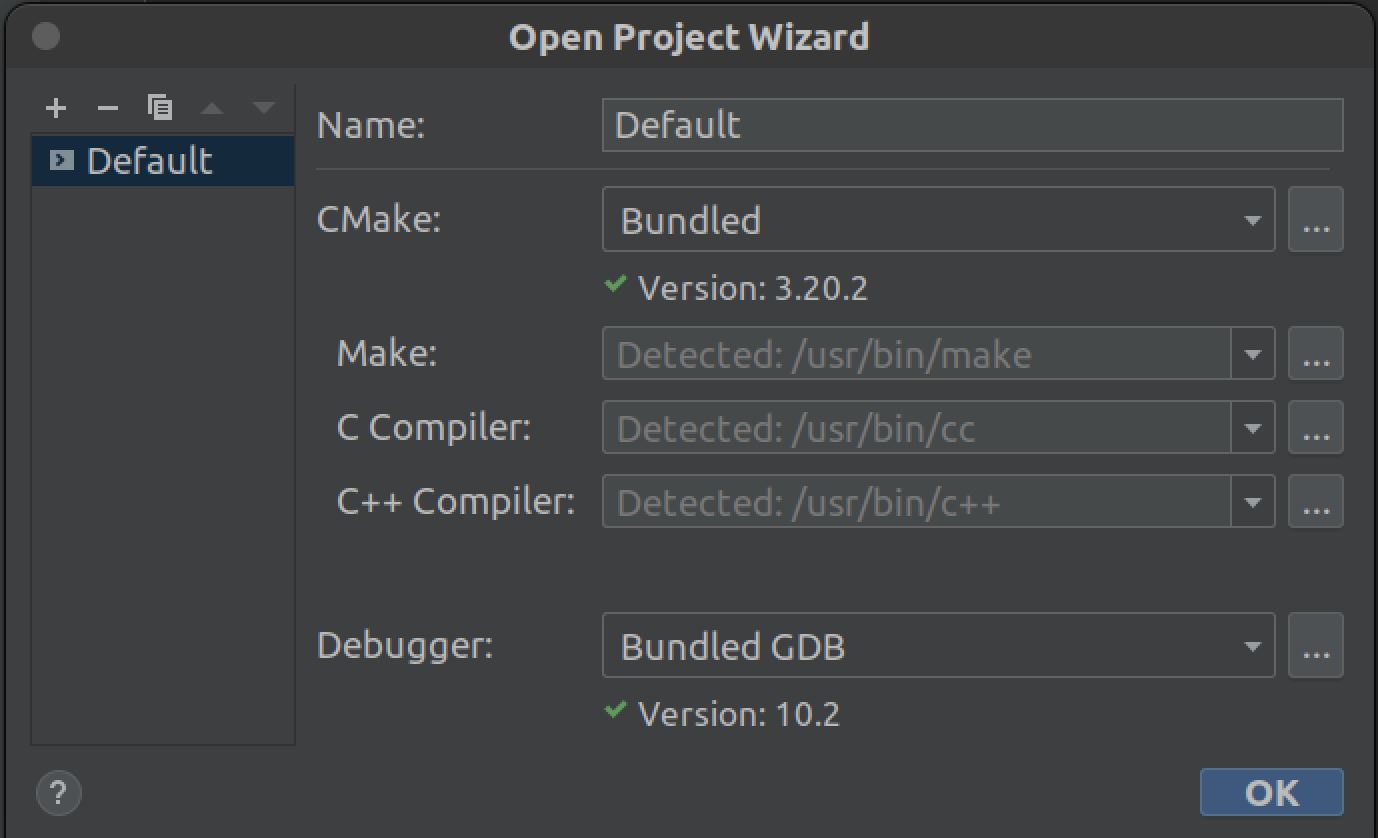 Open Project Wizard
Default
Name: Default
CMake: Bundled ...
Version: 3.20.2
Make: Detected: /usr/bin/make ...
C Compiler: Detected: /usr/bin/cc ...
C++ Compiler: Detected: /usr/bin/c++ ...
Debugger: Bundled GDB ...
Version: 10.2
? OK